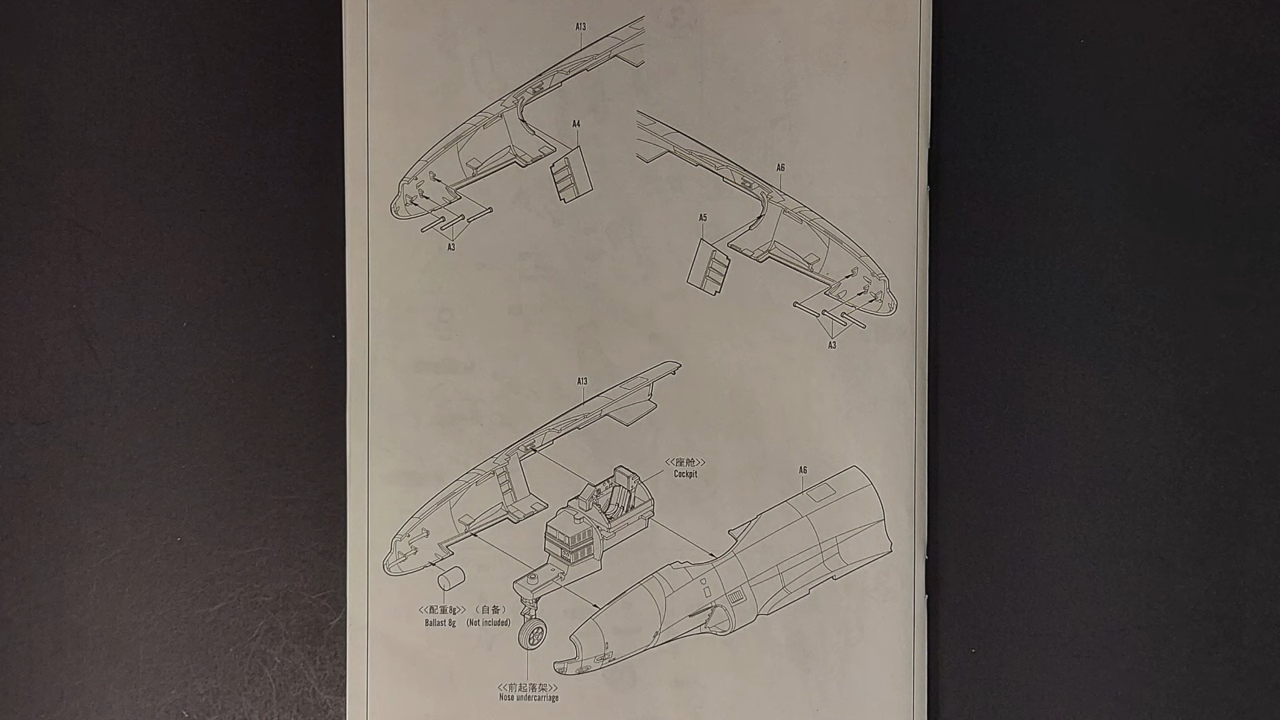 A13
A4
A6
A5
A3
A3
A13
<<座舱>>
Cockpit
A6
<<配重8g>> （自备）
Ballast 8g (Not included)
<<前起落架>>
Nose undercarriage